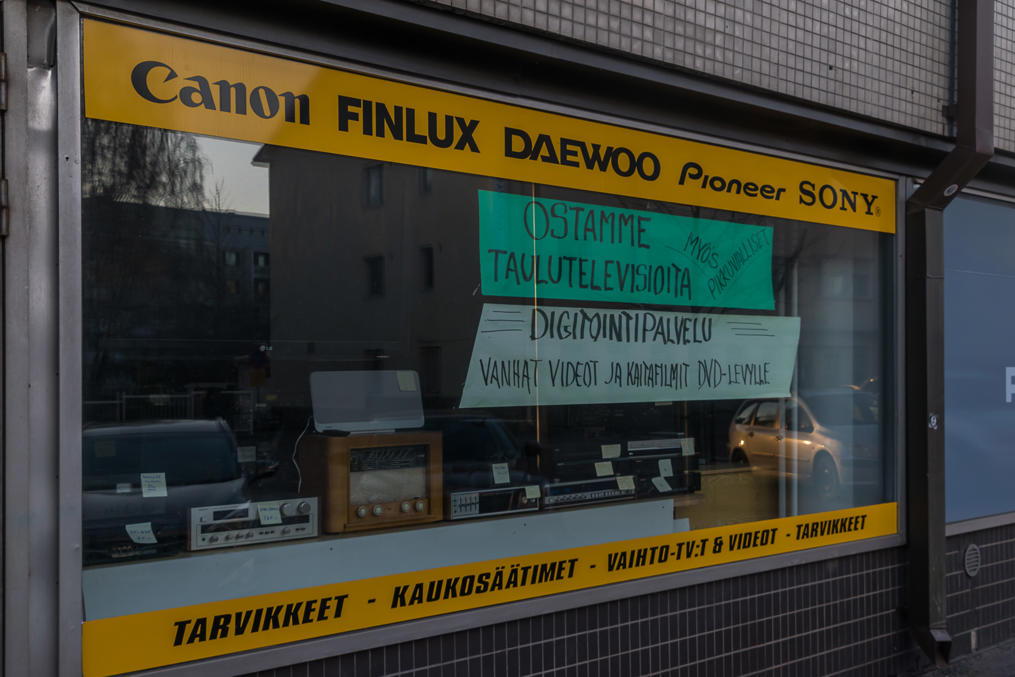 Canon FINLUX DAEWOO Pioneer SONY®
OSTAMME
TAULUTELEVISIOITA
MYÖS
PIKKUVIALLISET
DIGITOINTIPALVELU
VANHAT VIDEOT JA KAITAFILMIT DVD-LEVYLLE
TARVIKKEET - KAUKOSÄÄTIMET - VAIHTO-TV:T & VIDEOT - TARVIKKEET